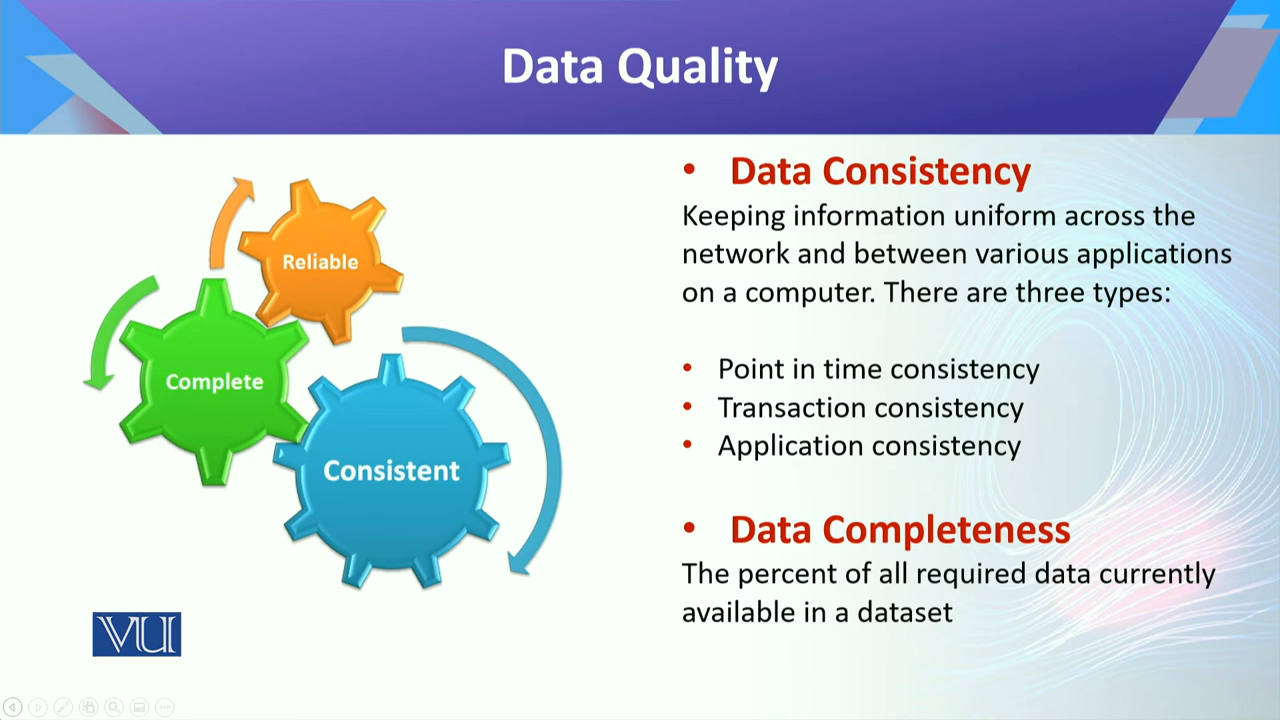 Data Quality
Reliable
Complete
Consistent
• Data Consistency
Keeping information uniform across the
network and between various applications
on a computer. There are three types:
• Point in time consistency
• Transaction consistency
• Application consistency
• Data Completeness
The percent of all required data currently
available in a dataset
VU